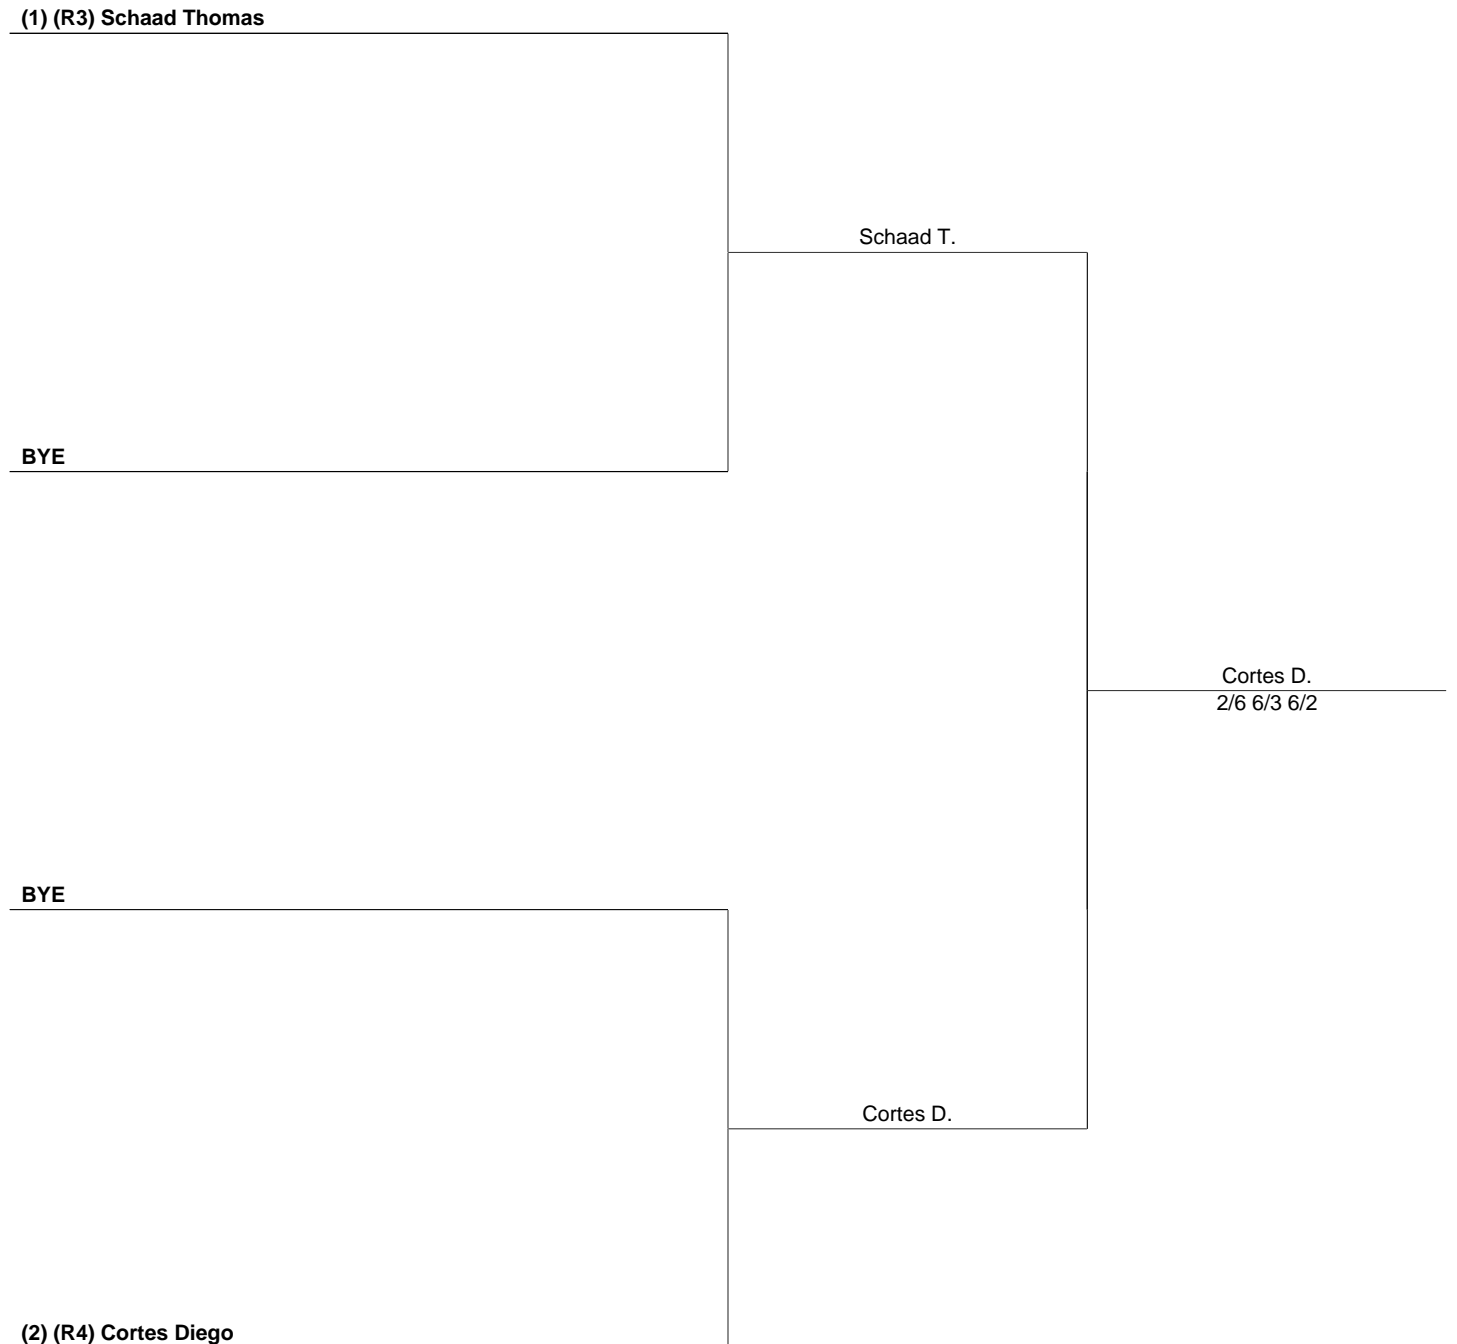 (1) (R3) Schaad Thomas
Schaad T.
BYE
Cortes D.
2/6 6/3 6/2
BYE
Cortes D.
(2) (R4) Cortes Diego